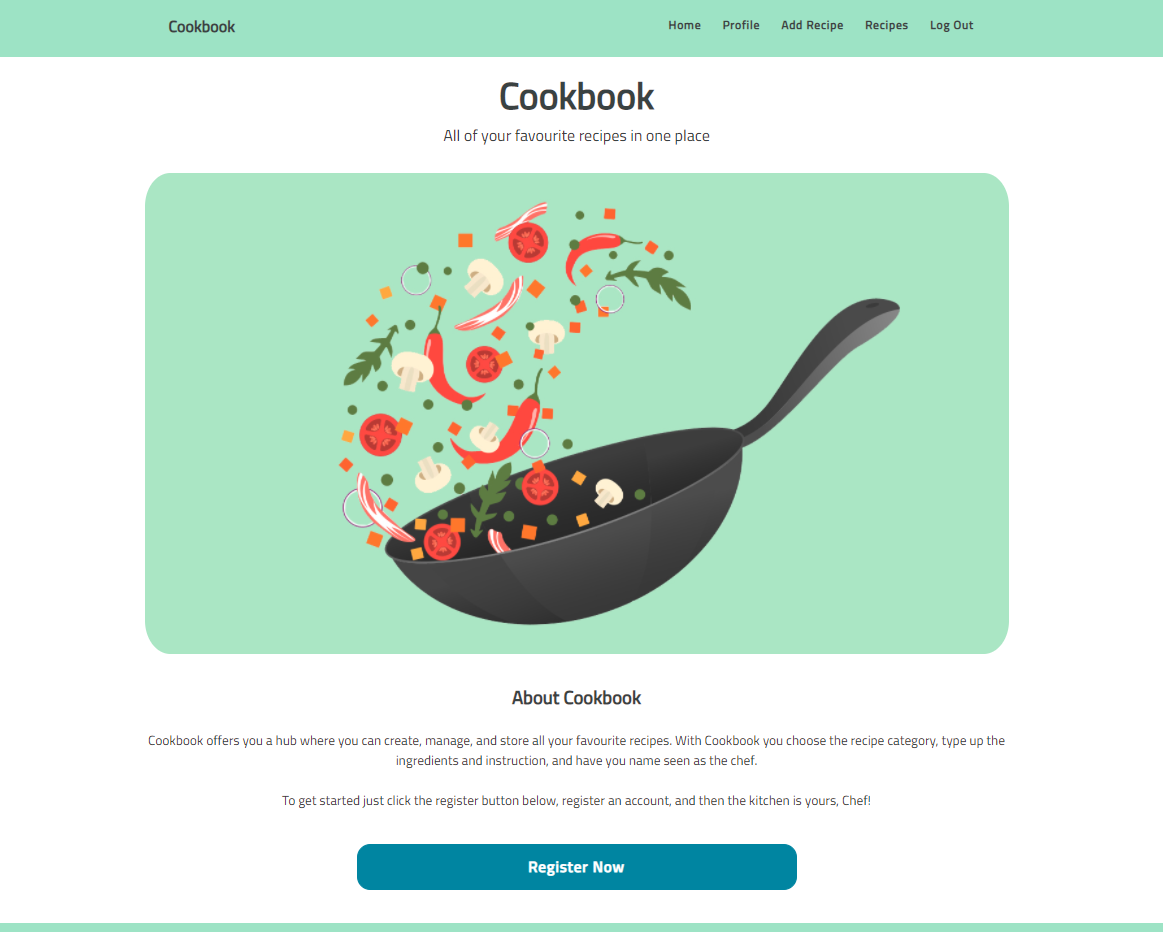 Cookbook
Home Profile Add Recipe Recipes Log Out
Cookbook
All of your favourite recipes in one place
About Cookbook
Cookbook offers you a hub where you can create, manage, and store all your favourite recipes. With Cookbook you choose the recipe category, type up the
ingredients and instruction, and have you name seen as the chef.
To get started just click the register button below, register an account, and then the kitchen is yours, Chef!
Register Now